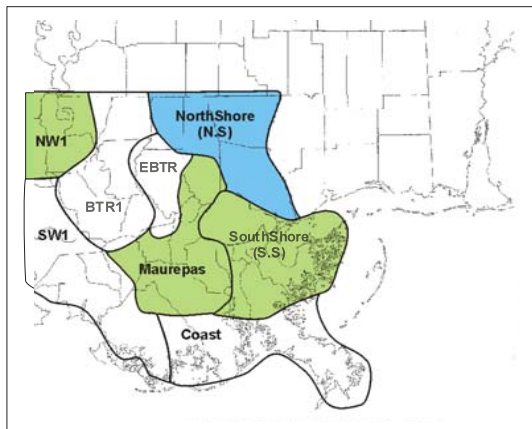 NorthShore
(N.S)
NW1
EBTR
BTR1
SW1
SouthShore
(S.S)
Maurepas
Coast